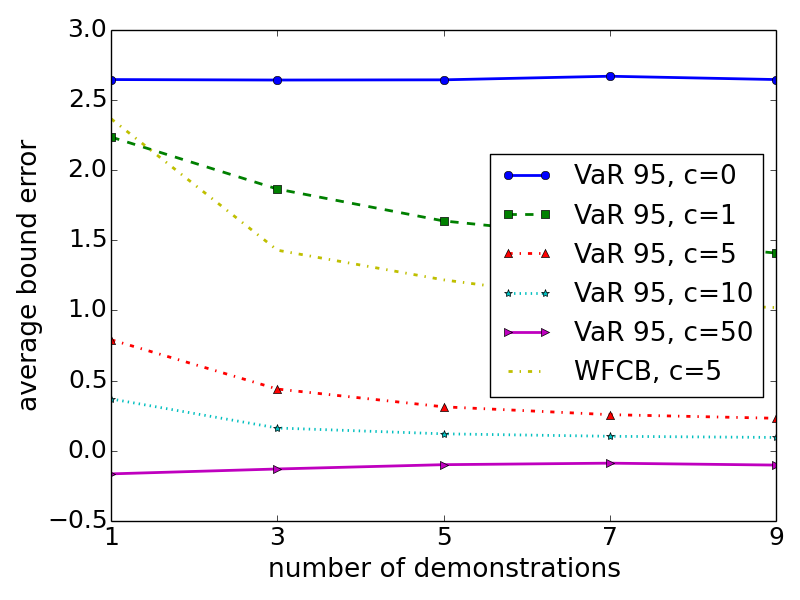 3.0
2.5
2.0
1.5
1.0
0.5
0.0
−0.5
average bound error
VaR 95, c=0
VaR 95, c=1
VaR 95, c=5
VaR 95, c=10
VaR 95, c=50
WFCB, c=5
1 3 5 7 9
number of demonstrations